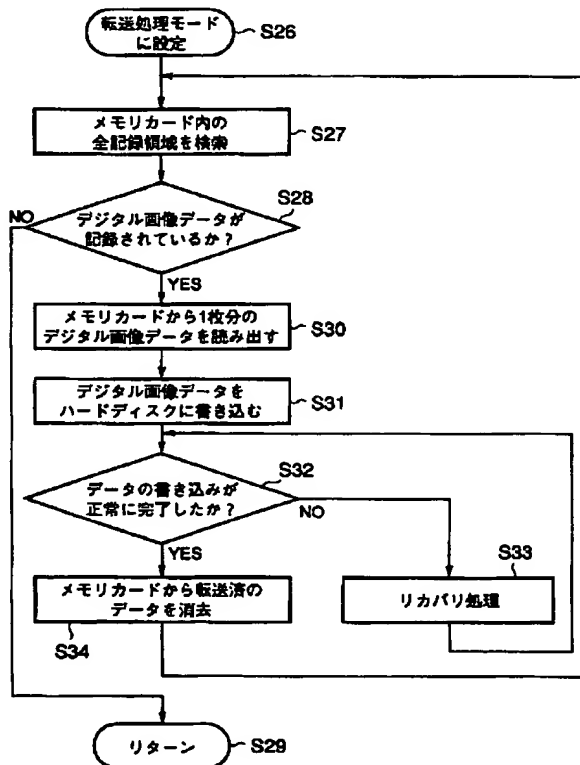 転送処理モード
に設定
S26
メモリカード内の
全記録領域を検索
S27
S28
NO
デジタル画像データが
記録されているか?
YES
メモリカードから1枚分の
デジタル画像データを読み出す
S30
デジタル画像データを
ハードディスクに書き込む
S31
S32
データの書き込みが
正常に完了したか?
NO
YES
S33
メモリカードから転送済の
データを消去
リカバリ処理
S34
リターン
S29